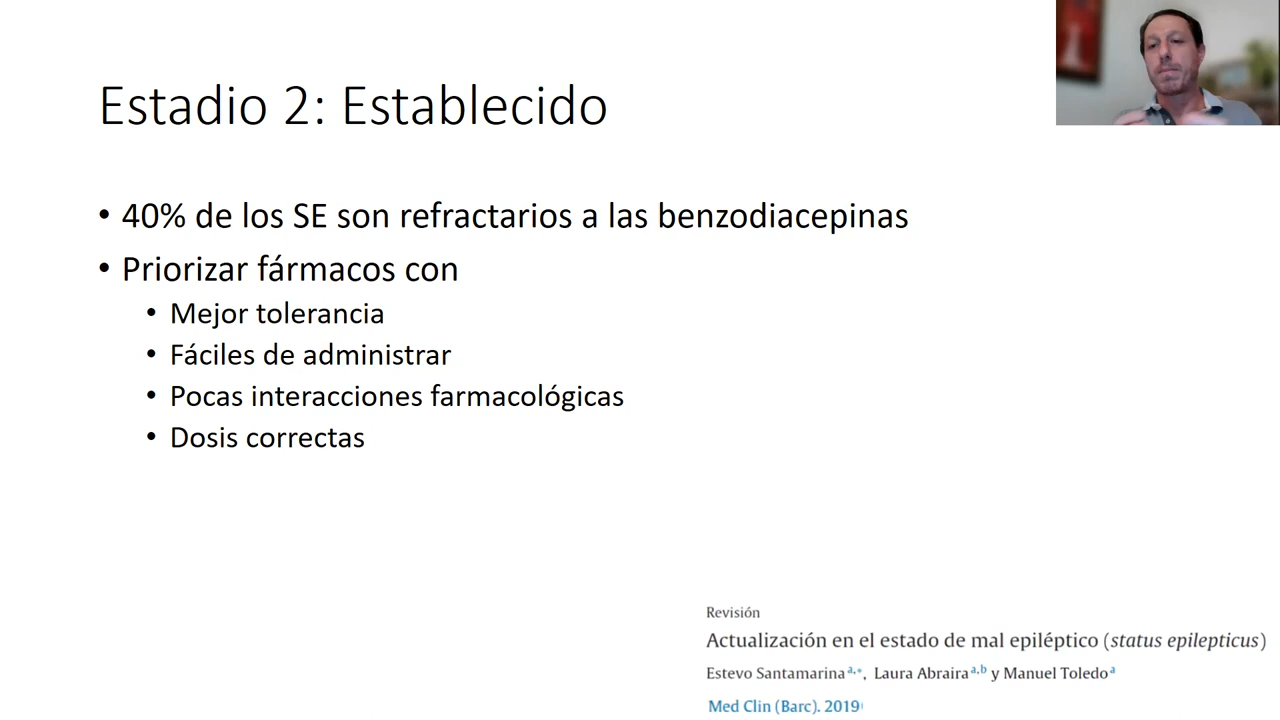 Estadio 2: Establecido
• 40% de los SE son refractarios a las benzodiacepinas
• Priorizar fármacos con
• Mejor tolerancia
• Fáciles de administrar
• Pocas interacciones farmacológicas
• Dosis correctas
Revisión
Actualización en el estado de mal epiléptico (status epilepticus)
Estevo Santamarina a,*, Laura Abraira a,b y Manuel Toledo a
Med Clin (Barc). 2019